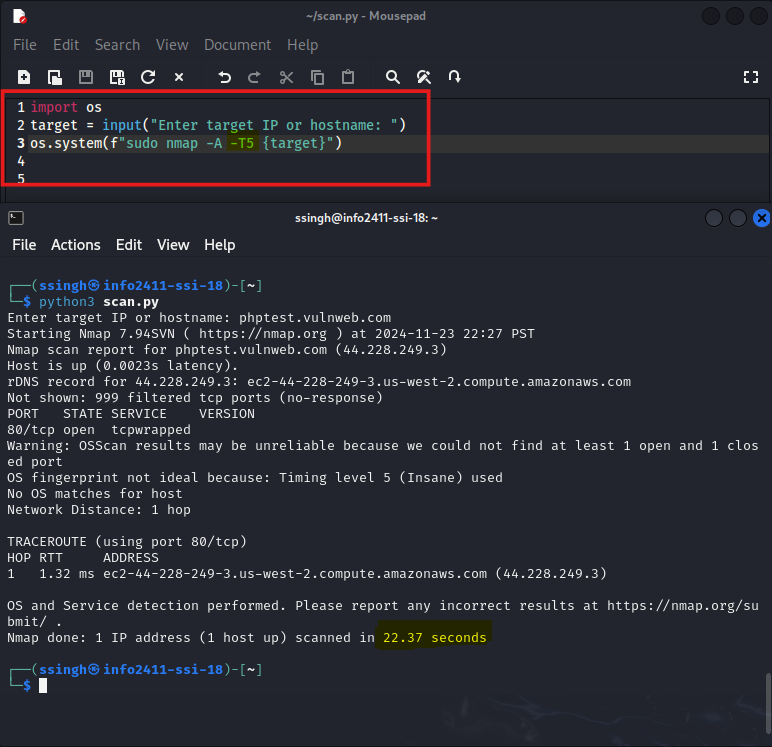 ~/scan.py - Mousepad
File Edit Search View Document Help
1 import os
2 target = input("Enter target IP or hostname: ")
3 os.system(f"sudo nmap -A -T5 {target}")
4
5
ssingh@info2411-ssi-18: ~
File Actions Edit View Help
┌──(ssingh㉿info2411-ssi-18)-[~]
└─$ python3 scan.py
Enter target IP or hostname: phptest.vulnweb.com
Starting Nmap 7.94SVN ( https://nmap.org ) at 2024-11-23 22:27 PST
Nmap scan report for phptest.vulnweb.com (44.228.249.3)
Host is up (0.0023s latency).
rDNS record for 44.228.249.3: ec2-44-228-249-3.us-west-2.compute.amazonaws.com
Not shown: 999 filtered tcp ports (no-response)
PORT   STATE SERVICE    VERSION
80/tcp open  tcpwrapped
Warning: OSScan results may be unreliable because we could not find at least 1 open and 1 clos
ed port
OS fingerprint not ideal because: Timing level 5 (Insane) used
No OS matches for host
Network Distance: 1 hop
TRACEROUTE (using port 80/tcp)
HOP RTT     ADDRESS
1   1.32 ms ec2-44-228-249-3.us-west-2.compute.amazonaws.com (44.228.249.3)
OS and Service detection performed. Please report any incorrect results at https://nmap.org/su
bmit/ .
Nmap done: 1 IP address (1 host up) scanned in 22.37 seconds
┌──(ssingh㉿info2411-ssi-18)-[~]
└─$